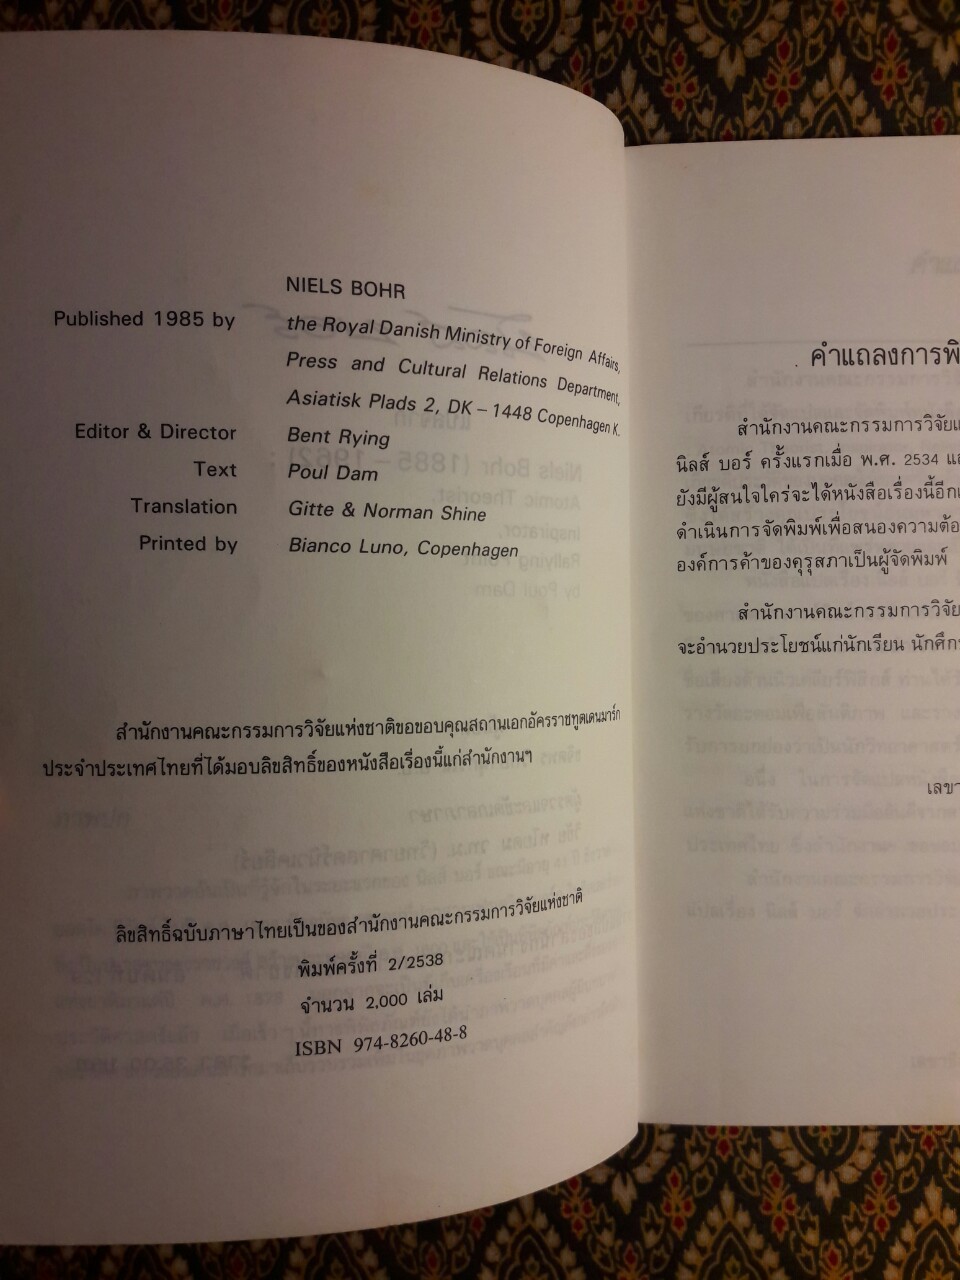 NIELS BOHR
Published 1985 by the Royal Danish Ministry of Foreign Affairs,
Press and Cultural Relations Department,
Asiatisk Plads 2, DK – 1448 Copenhagen K.
Editor & Director Bent Rying
Text Poul Dam
Translation Gitte & Norman Shine
Printed by Bianco Luno, Copenhagen
สำนักงานคณะกรรมการวิจัยแห่งชาติขอขอบคุณสถานเอกอัครราชทูตเดนมาร์ก
ประจำประเทศไทยที่ได้มอบลิขสิทธิ์ของหนังสือเรื่องนี้แก่สำนักงานฯ
ลิขสิทธิ์ฉบับภาษาไทยเป็นของสำนักงานคณะกรรมการวิจัยแห่งชาติ
พิมพ์ครั้งที่ 2/2538
จำนวน 2,000 เล่ม
ISBN 974-8260-48-8
คำแถลงการพิ
สำนักงานคณะกรรมการวิจัยแ
นิลส์ บอร์ ครั้งแรกเมื่อ พ.ศ. 2534 แล
ยังมีผู้สนใจใคร่จะได้หนังสือเรื่องนี้อีกเ
ดำเนินการจัดพิมพ์เพื่อสนองความต้อ
องค์การค้าของคุรุสภาเป็นผู้จัดพิมพ์
สำนักงานคณะกรรมการวิจัย
จะอำนวยประโยชน์แก่นักเรียน นักศึกษ
เลขา